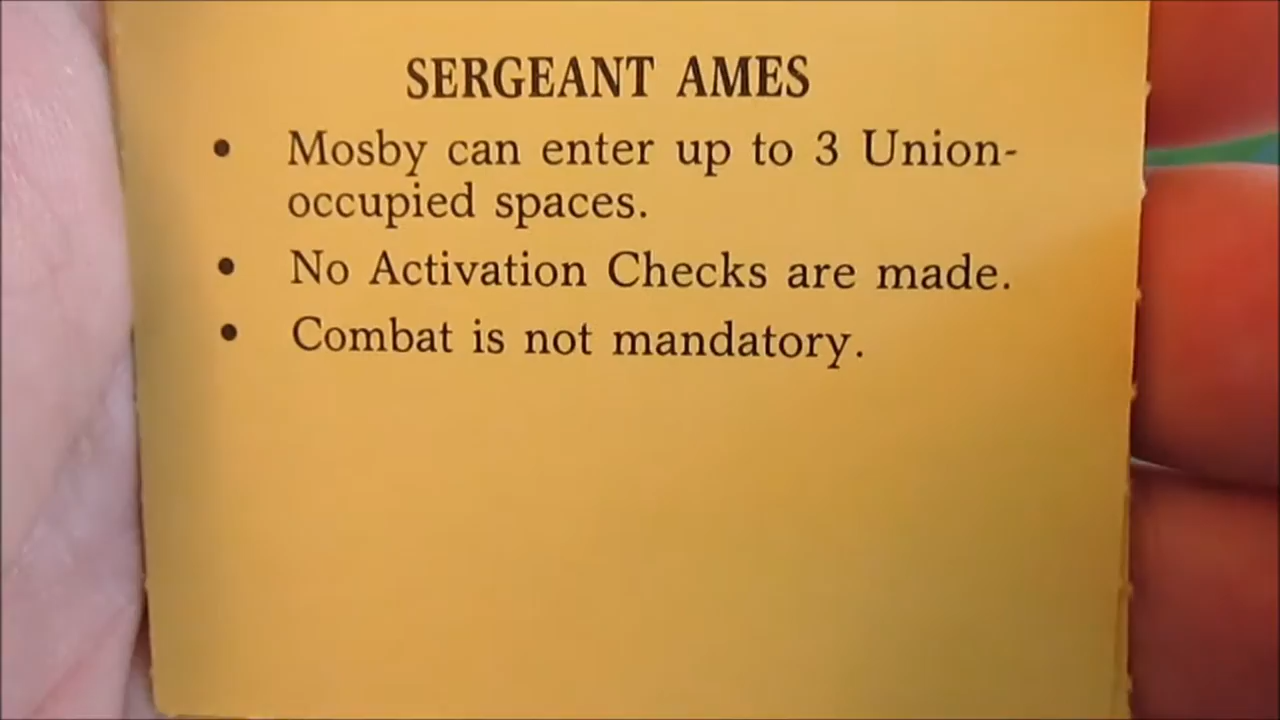 SERGEANT AMES
• Mosby can enter up to 3 Union-
occupied spaces.
• No Activation Checks are made.
• Combat is not mandatory.